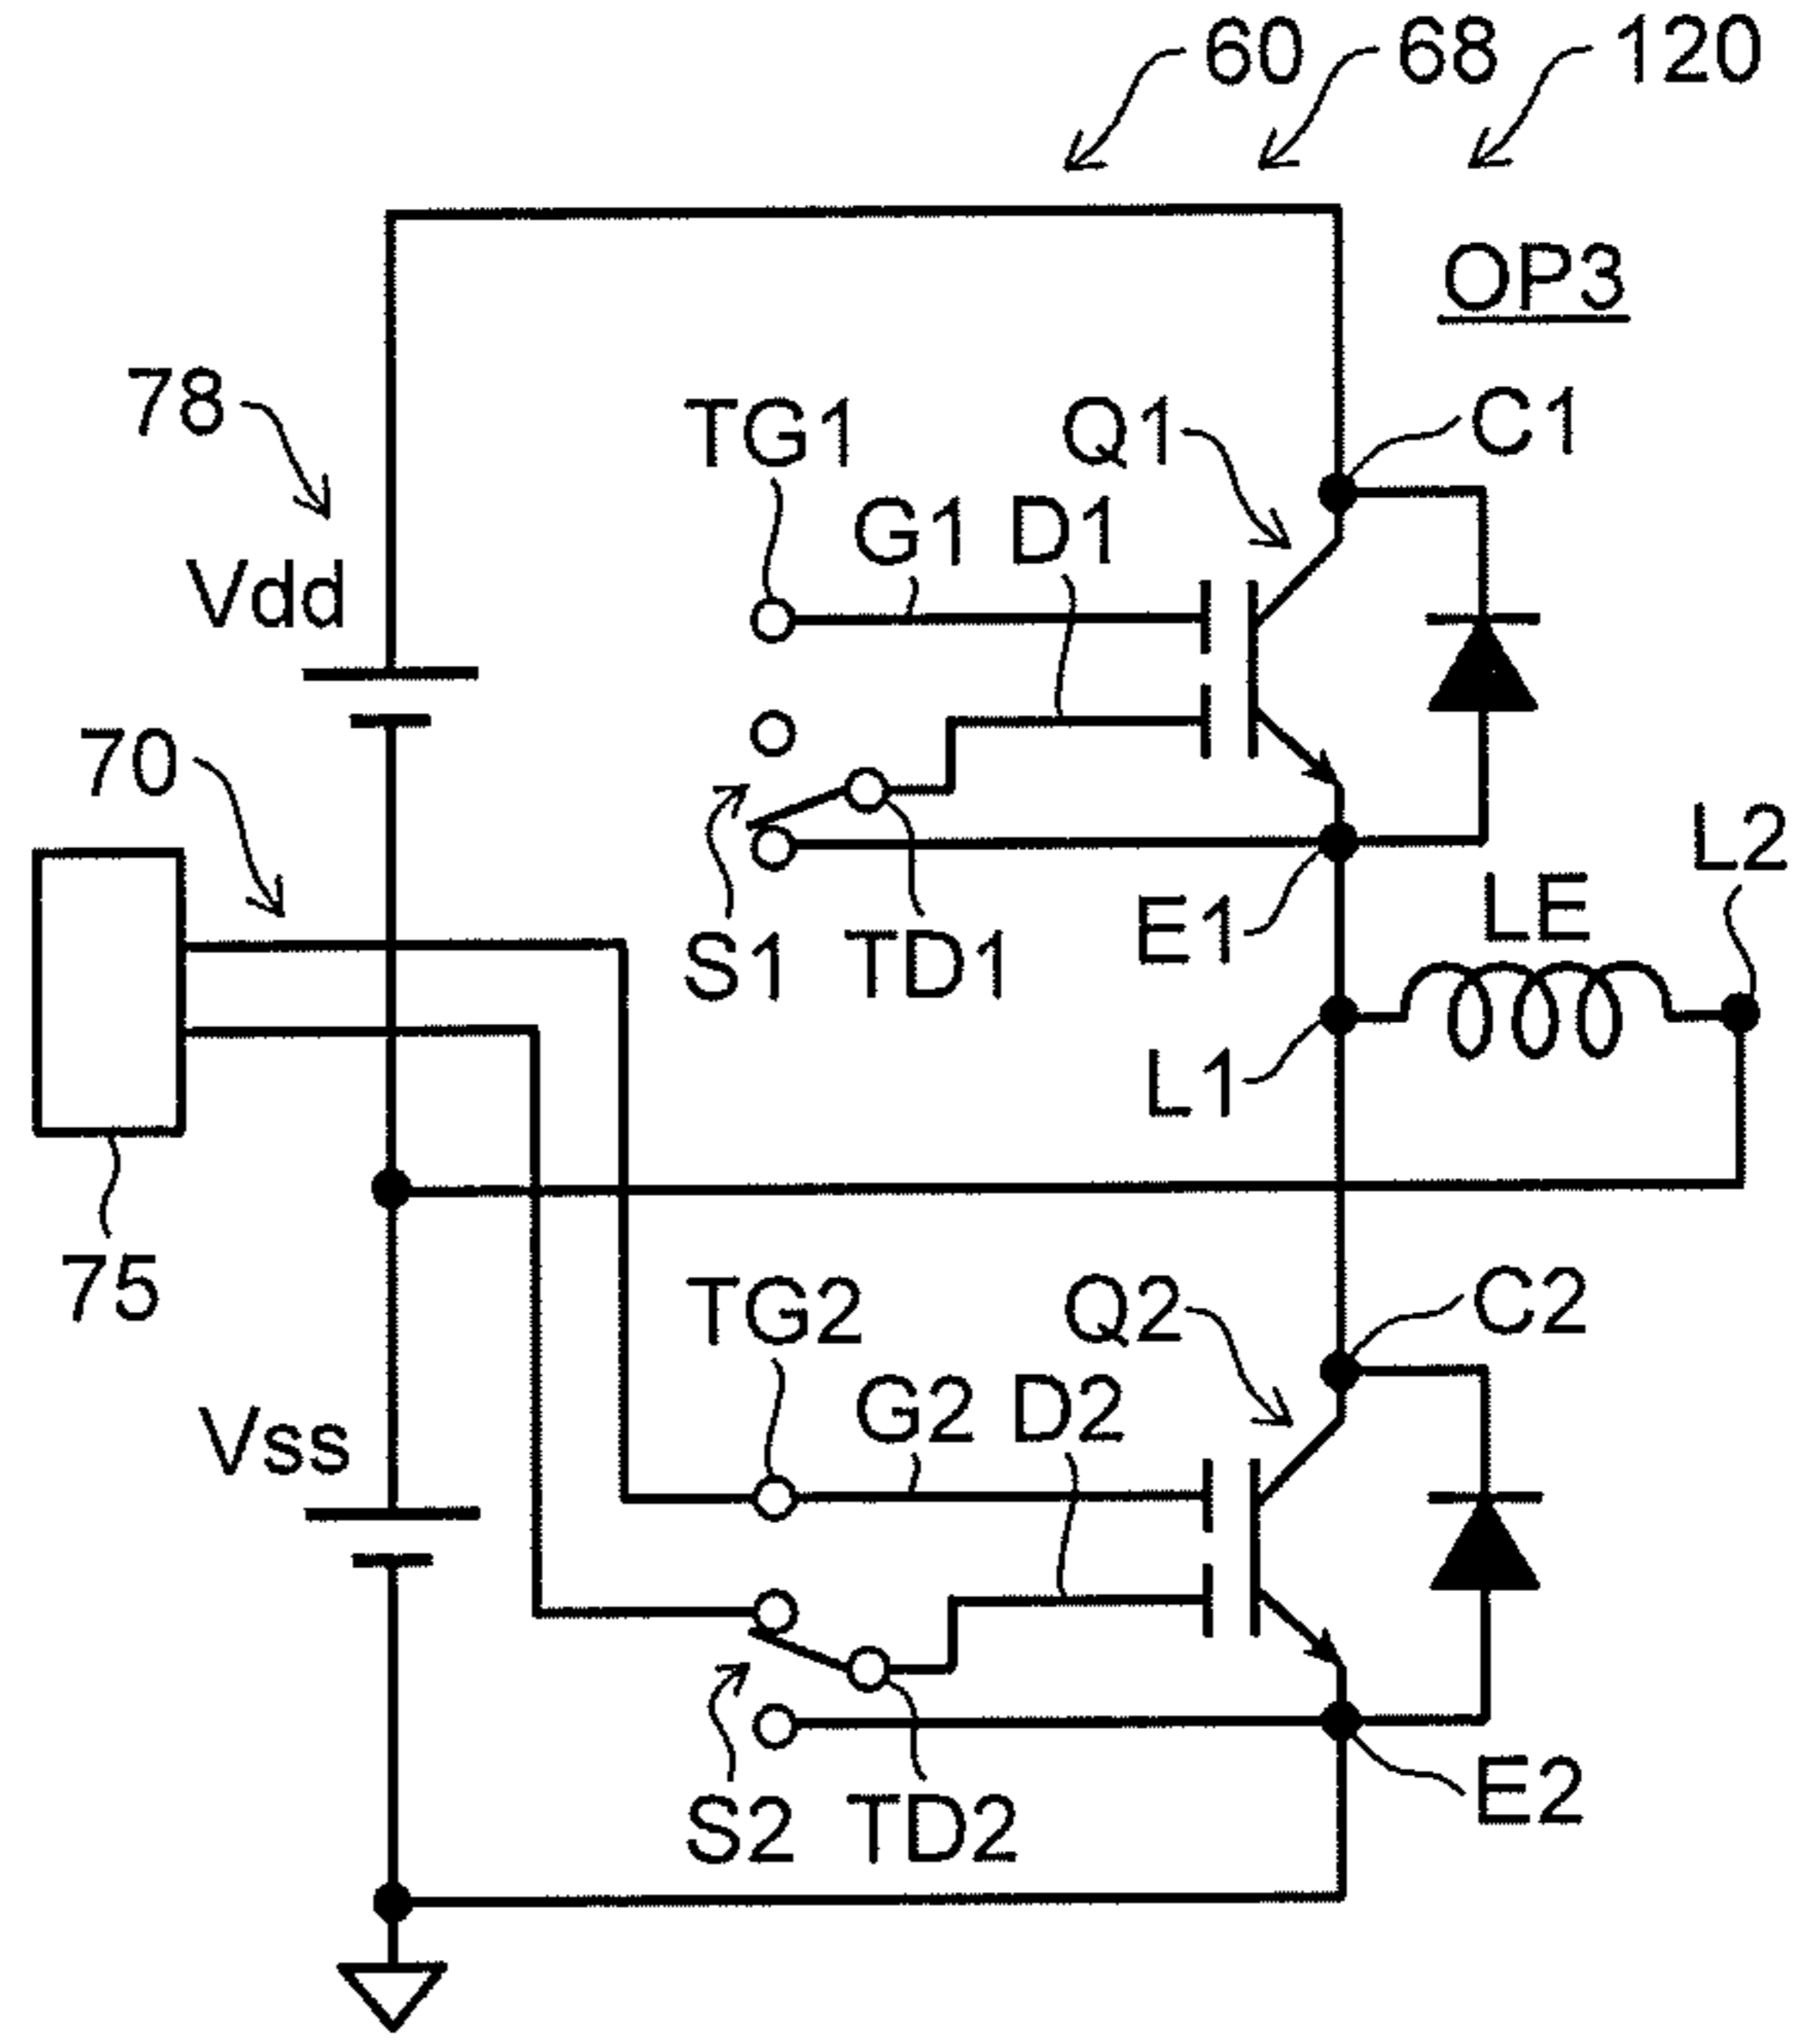 60 68 120
OP3
78
TG1 Q1 C1
G1 D1
Vdd
70
L2
LE
E1
S1 TD1
L1
75
TG2 Q2 C2
G2 D2
Vss
E2
S2 TD2